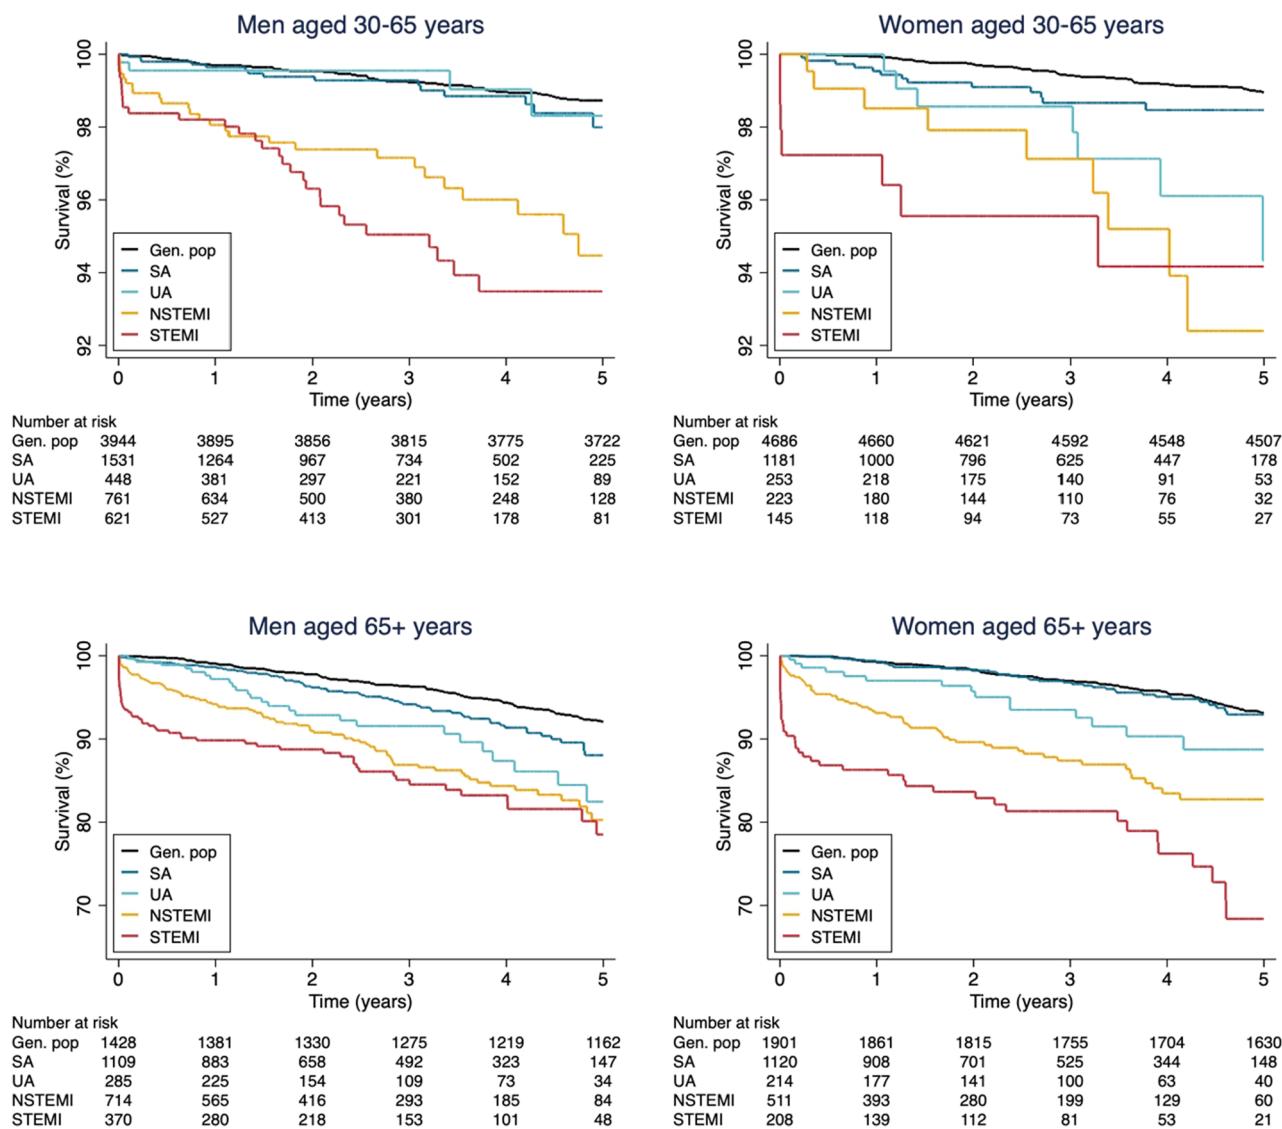 Men aged 30-65 years
Survival (%)
100
98
96
94
92
Gen. pop
SA
UA
NSTEMI
STEMI
0 1 2 3 4 5
Time (years)
Number at risk
Gen. pop 3944 3895 3856 3815 3775 3722
SA 1531 1264 967 734 502 225
UA 448 381 297 221 152 89
NSTEMI 761 634 500 380 248 128
STEMI 621 527 413 301 178 81
Women aged 30-65 years
Survival (%)
100
98
96
94
92
Gen. pop
SA
UA
NSTEMI
STEMI
0 1 2 3 4 5
Time (years)
Number at risk
Gen. pop 4686 4660 4621 4592 4548 4507
SA 1181 1000 796 625 447 178
UA 253 218 175 140 91 53
NSTEMI 223 180 144 110 76 32
STEMI 145 118 94 73 55 27
Men aged 65+ years
Survival (%)
100
90
80
70
Gen. pop
SA
UA
NSTEMI
STEMI
0 1 2 3 4 5
Time (years)
Number at risk
Gen. pop 1428 1381 1330 1275 1219 1162
SA 1109 883 658 492 323 147
UA 285 225 154 109 73 34
NSTEMI 714 565 416 293 185 84
STEMI 370 280 218 153 101 48
Women aged 65+ years
Survival (%)
100
90
80
70
Gen. pop
SA
UA
NSTEMI
STEMI
0 1 2 3 4 5
Time (years)
Number at risk
Gen. pop 1901 1861 1815 1755 1704 1630
SA 1120 908 701 525 344 148
UA 214 177 141 100 63 40
NSTEMI 511 393 280 199 129 60
STEMI 208 139 112 81 53 21